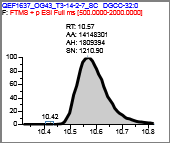 QEF1537_OG43_T3-14-2-7_SC DGCC-32:0
F: FTMS + p ESI Full ms [500.0000-2000.0000]
RT: 10.57
AA: 14148301
AH: 1809394
SN: 1210.90
100
80
60
40
20
0
10.42
10.4 10.5 10.6 10.7 10.8